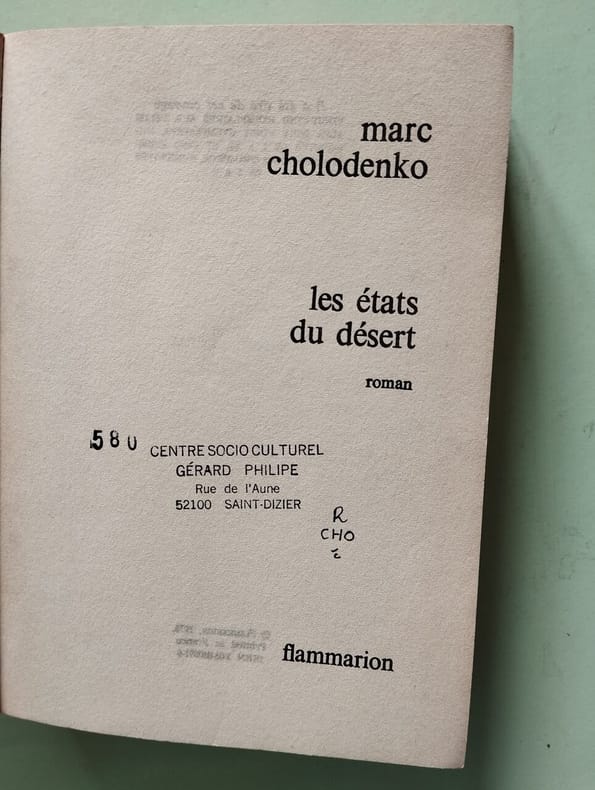 marc
cholodenko
les états
du désert
roman
580
CENTRE SOCIO CULTUREL
GÉRARD PHILIPE
Rue de l'Aune
52100 SAINT-DIZIER
R
CHO
flammarion